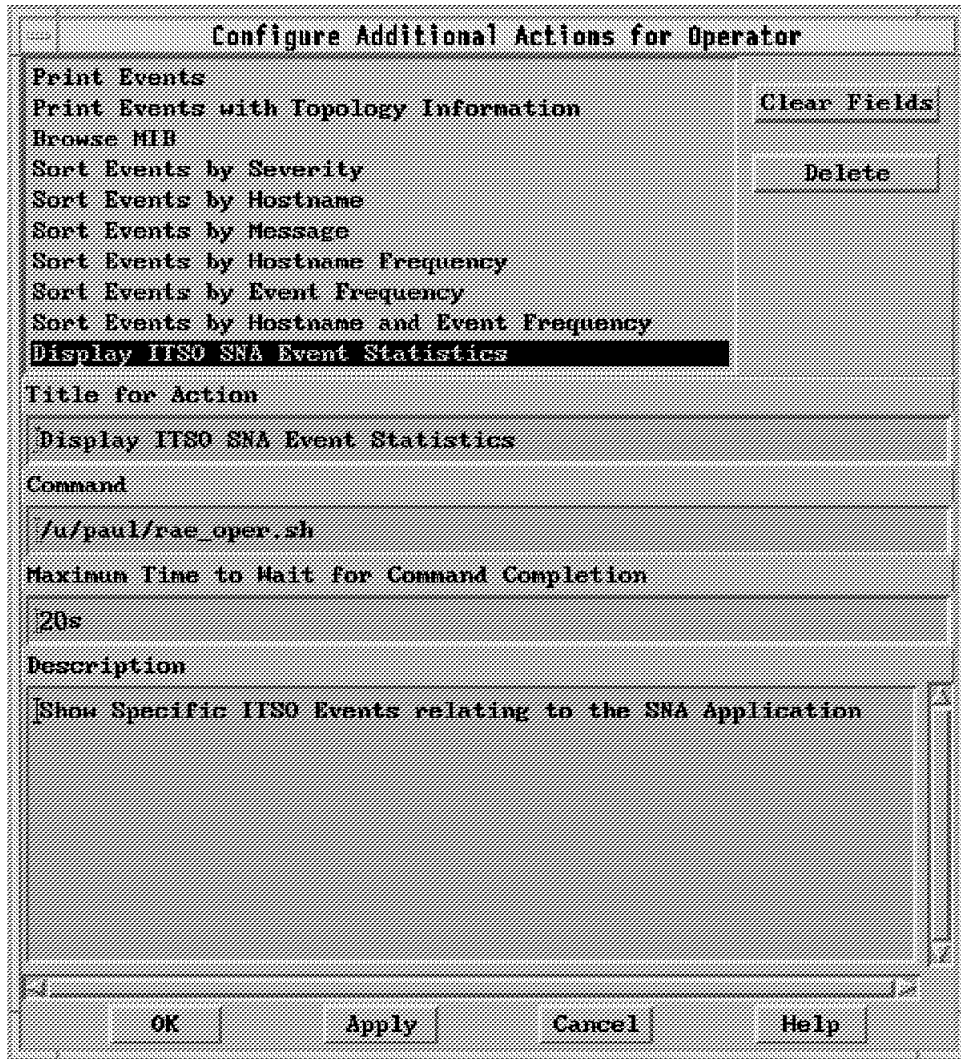 Configure Additional Actions for Operator
Print Events
Print Events with Topology Information
Browse MIB
Sort Events by Severity
Sort Events by Hostname
Sort Events by Message
Sort Events by Hostname Frequency
Sort Events by Event Frequency
Sort Events by Hostname and Event Frequency
Display ITSO SNA Event Statistics
Clear Fields
Delete
Title for Action
Display ITSO SNA Event Statistics
Command
/u/paul/rae_oper.sh
Maximum Time to Wait for Command Completion
20s
Description
Show Specific ITSO Events relating to the SNA Application
OK Apply Cancel Help